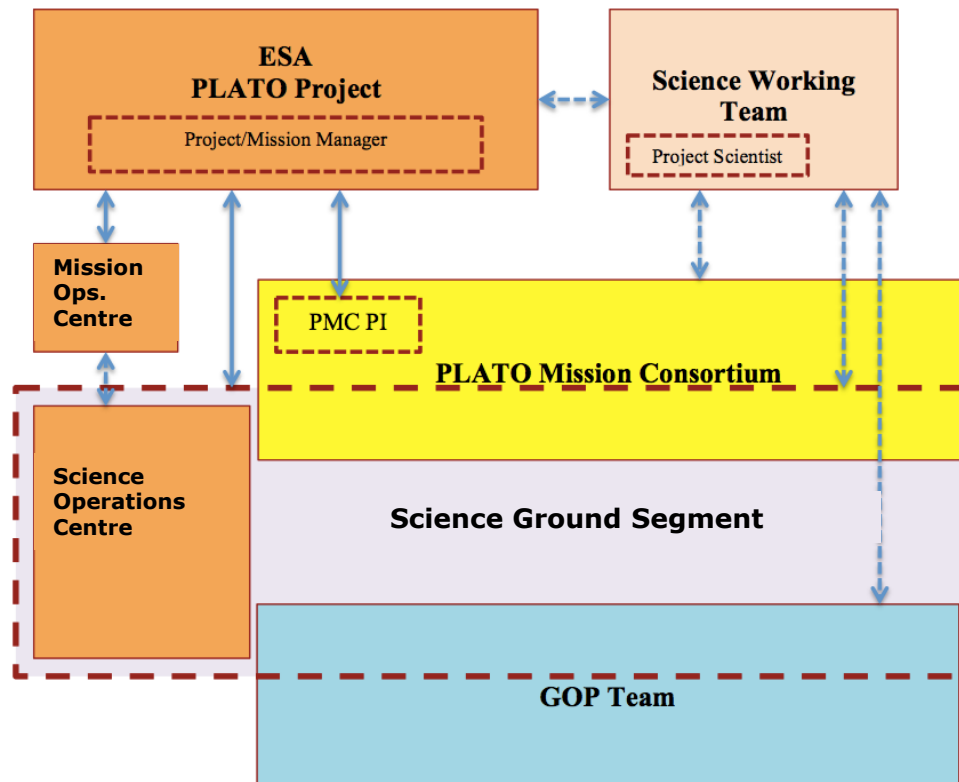 ESA
PLATO Project
Project/Mission Manager
Science Working
Team
Project Scientist
Mission
Ops.
Centre
PMC PI
PLATO Mission Consortium
Science
Operations
Centre
Science Ground Segment
GOP Team